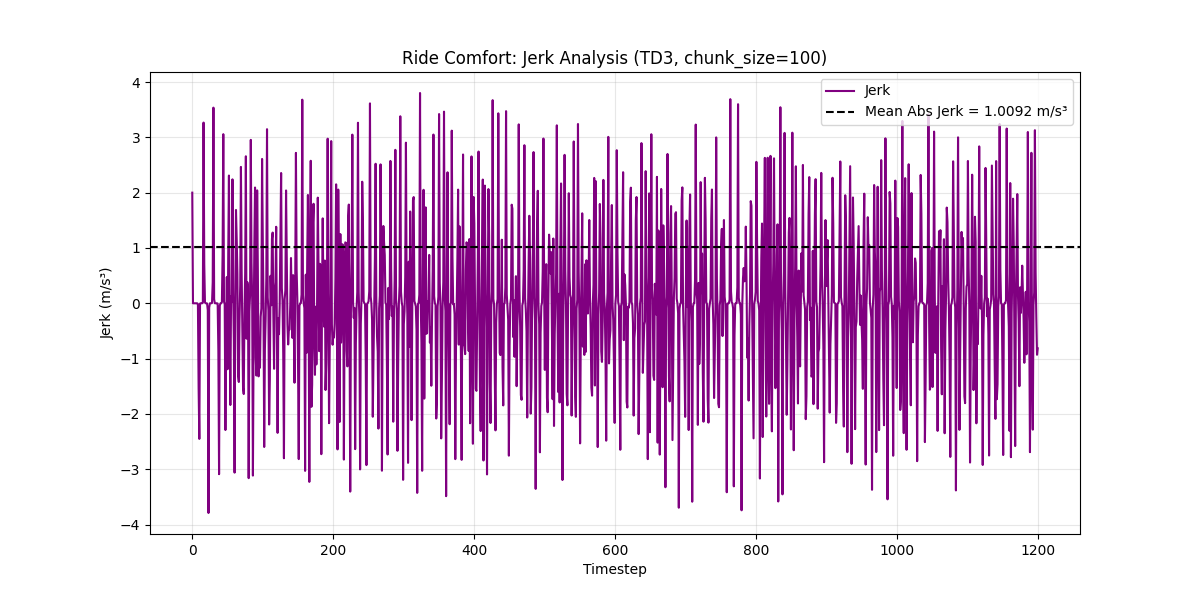 Ride Comfort: Jerk Analysis (TD3, chunk_size=100)
Jerk
Mean Abs Jerk = 1.0092 m/s³
Jerk (m/s³)
4
3
2
1
0
−1
−2
−3
−4
0 200 400 600 800 1000 1200
Timestep